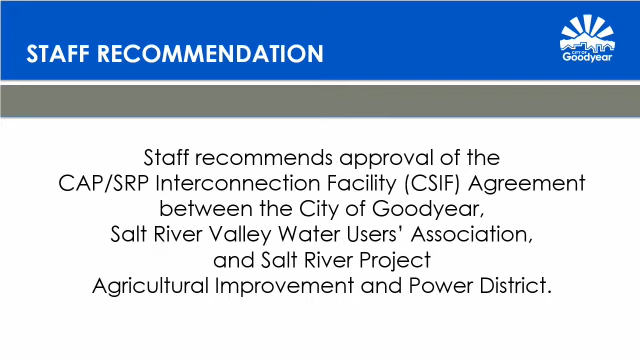 STAFF RECOMMENDATION
CITY OF
Goodyear
Staff recommends approval of the
CAP/SRP Interconnection Facility (CSIF) Agreement
between the City of Goodyear,
Salt River Valley Water Users’ Association,
and Salt River Project
Agricultural Improvement and Power District.